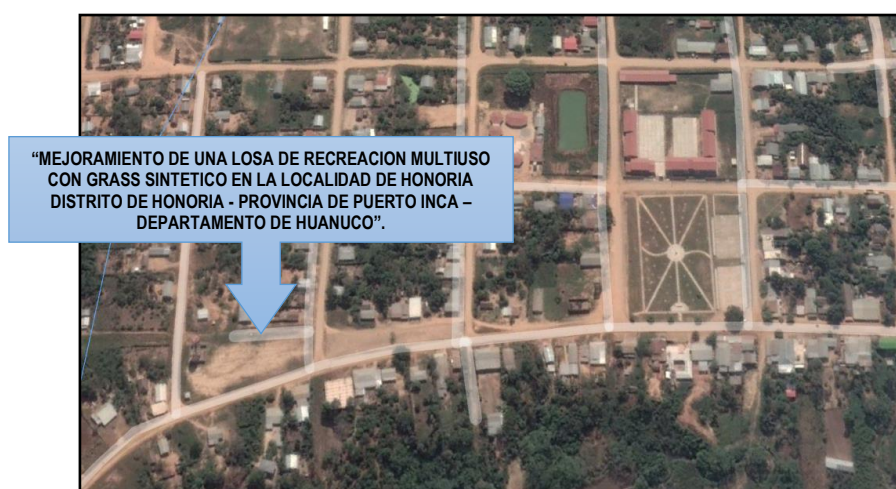 “MEJORAMIENTO DE UNA LOSA DE RECREACION MULTIUSO
CON GRASS SINTETICO EN LA LOCALIDAD DE HONORIA
DISTRITO DE HONORIA - PROVINCIA DE PUERTO INCA –
DEPARTAMENTO DE HUANUCO”.